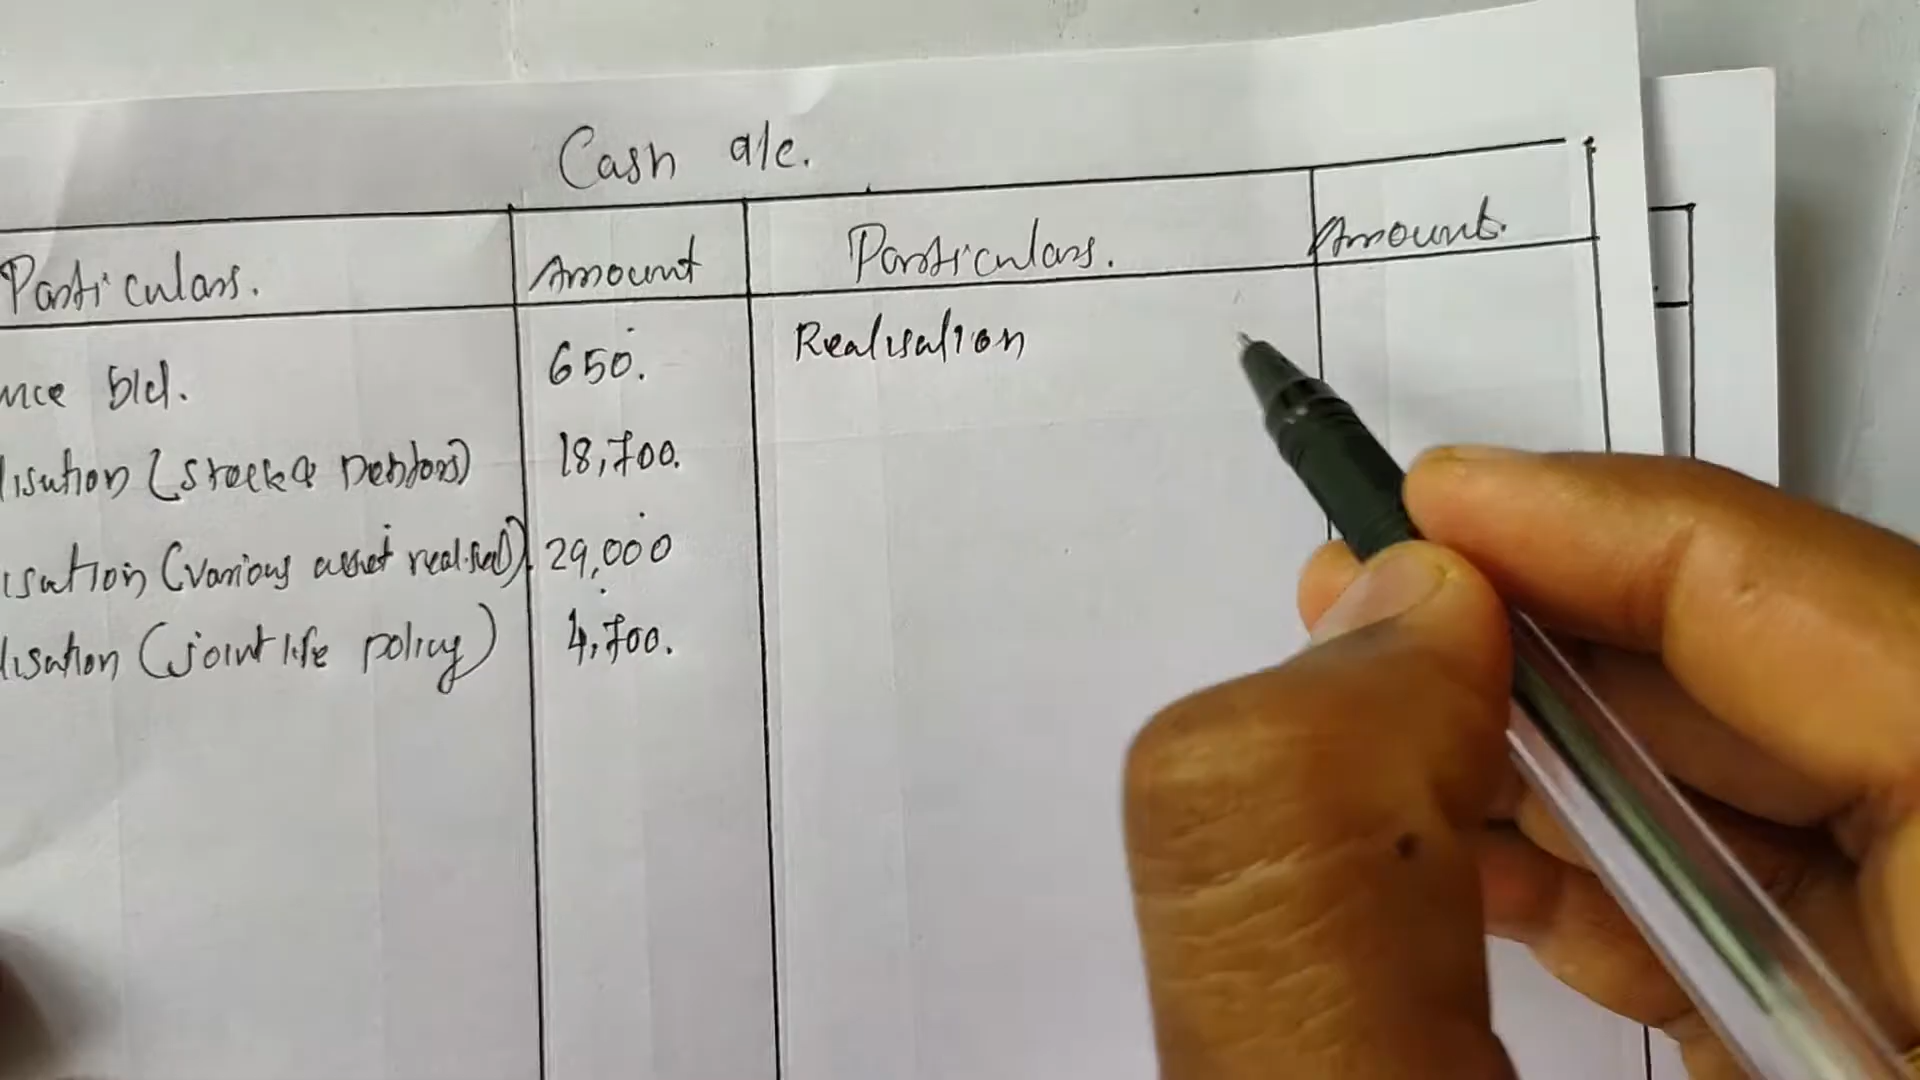 Cash a/c.
Particulars. Amount Particulars. Amount.
nce b/d. 650. Realisation
lisation (stock & Debtors) 18,700.
isation (various asset realised). 29,000
lisation (joint life policy) 4,700.